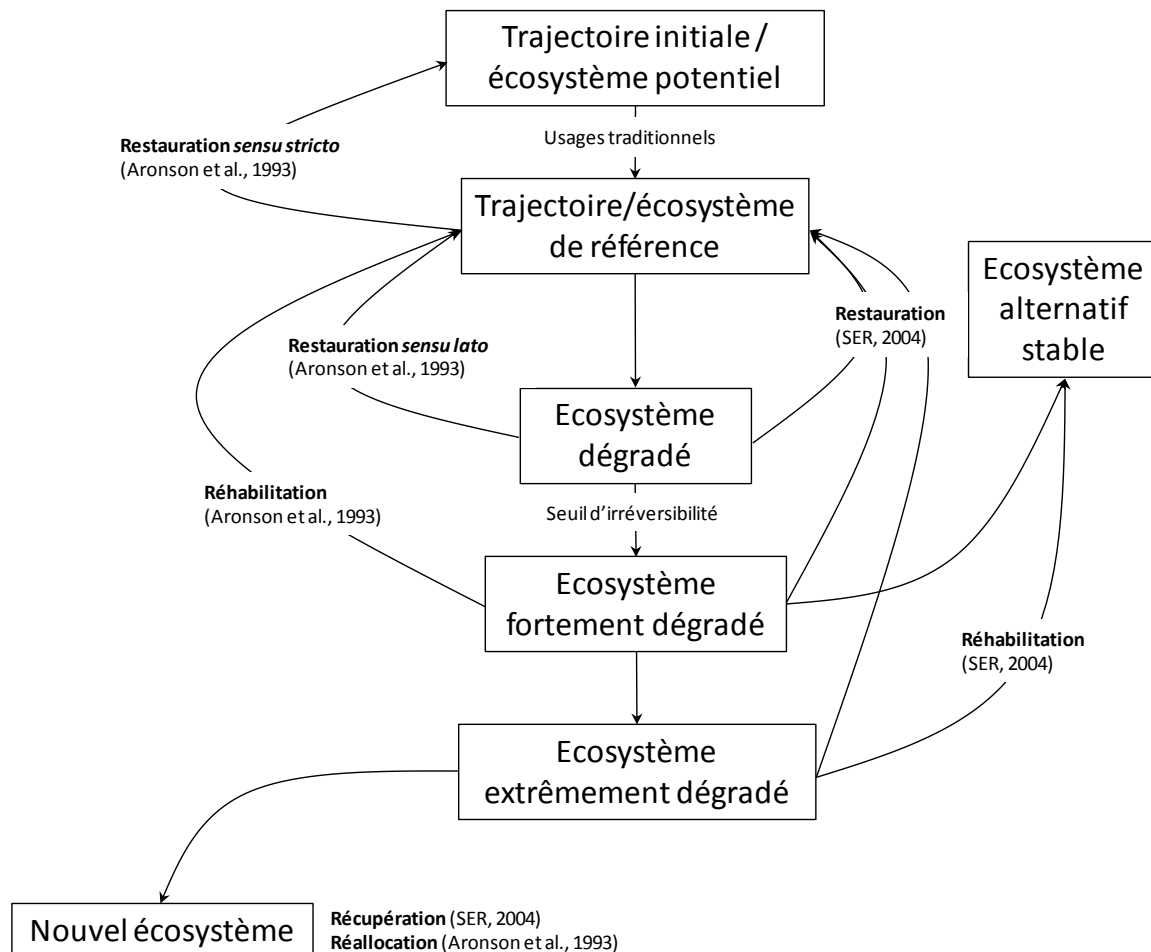 Trajectoire initiale /
écosystème potentiel
Usages traditionnels
Restauration sensu stricto
(Aronson et al., 1993)
Trajectoire/écosystème
de référence
Ecosystème
alternatif
stable
Restauration
(SER, 2004)
Restauration sensu lato
(Aronson et al., 1993)
Ecosystème
dégradé
Réhabilitation
(Aronson et al., 1993)
Seuil d'irréversibilité
Ecosystème
fortement dégradé
Réhabilitation
(SER, 2004)
Ecosystème
extrêmement dégradé
Nouvel écosystème
Récupération (SER, 2004)
Réallocation (Aronson et al., 1993)